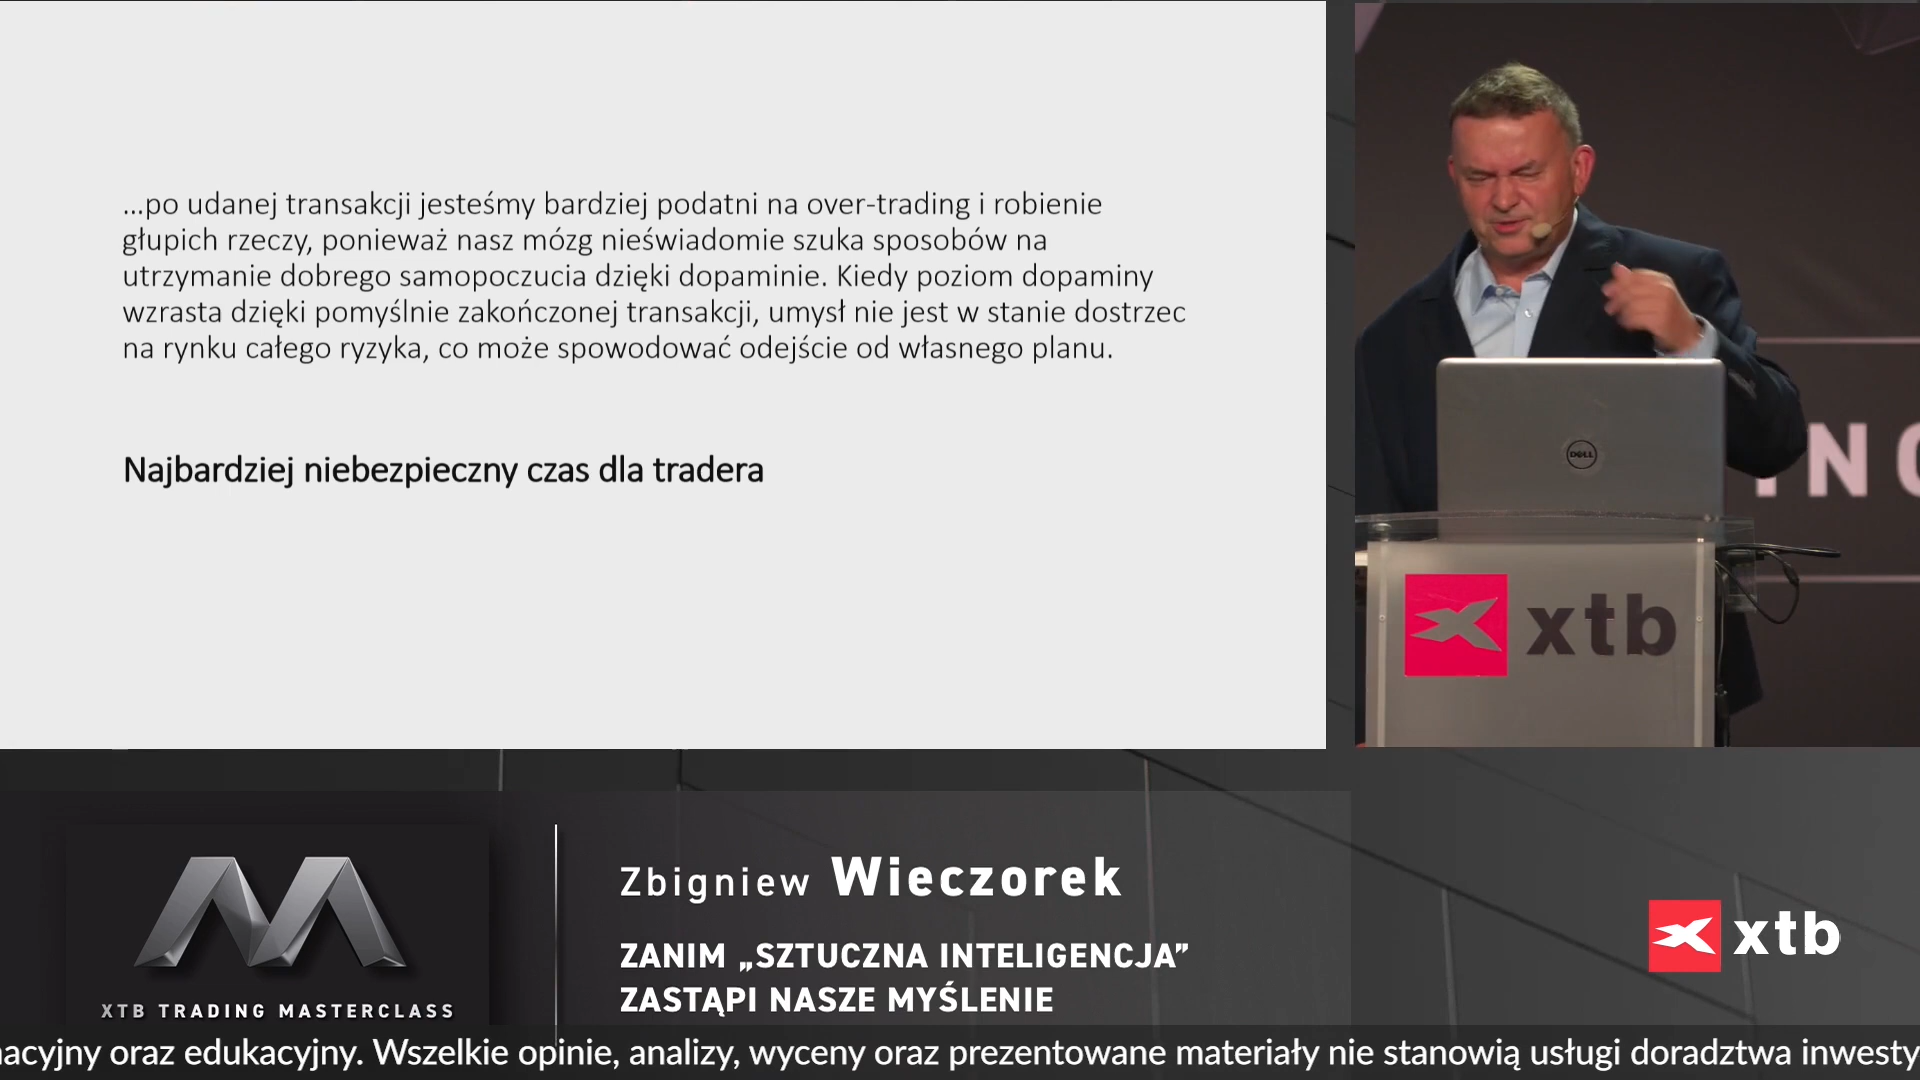 ...po udanej transakcji jesteśmy bardziej podatni na over-trading i robienie
głupich rzeczy, ponieważ nasz mózg nieświadomie szuka sposobów na
utrzymanie dobrego samopoczucia dzięki dopaminie. Kiedy poziom dopaminy
wzrasta dzięki pomyślnie zakończonej transakcji, umysł nie jest w stanie dostrzec
na rynku całego ryzyka, co może spowodować odejście od własnego planu.
Najbardziej niebezpieczny czas dla tradera
DELL
xtb
Zbigniew Wieczorek
ZANIM „SZTUCZNA INTELIGENCJA”
ZASTĄPI NASZE MYŚLENIE
XTB TRADING MASTERCLASS
xtb
oraz edukacyjny. Wszelkie opinie, analizy, wyceny oraz prezentowane materiały nie stanowią usługi doradztwa